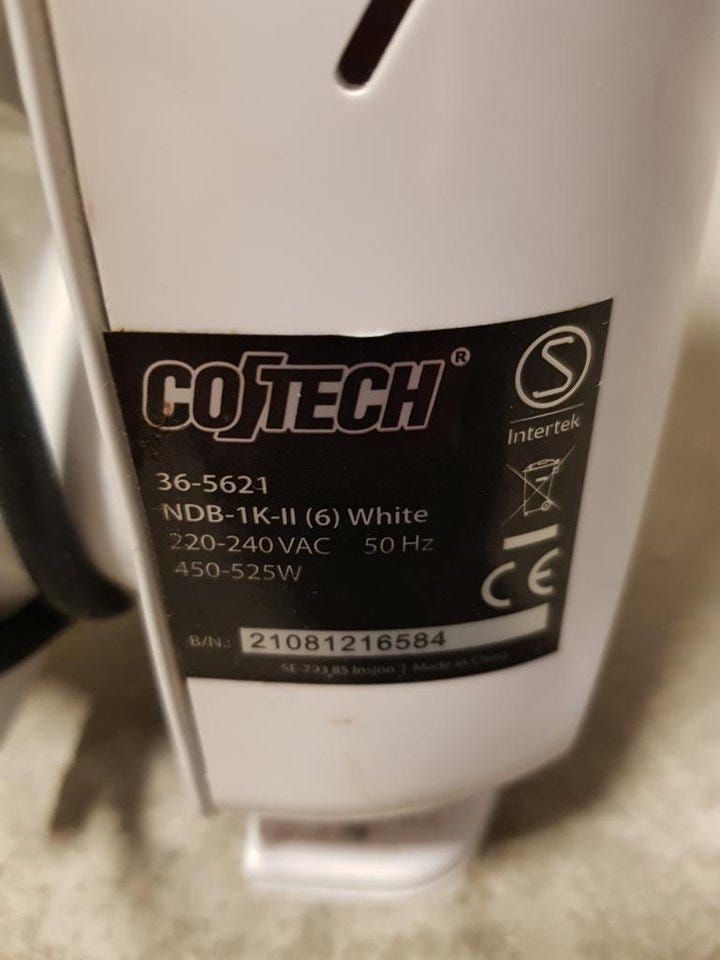 COTECH®
S
Intertek
36-5621
NDB-1K-II (6) White
220-240 VAC 50 Hz
450-525W
CE
B/N.: 21081216584
SE-793 85 Insjön | Made in China